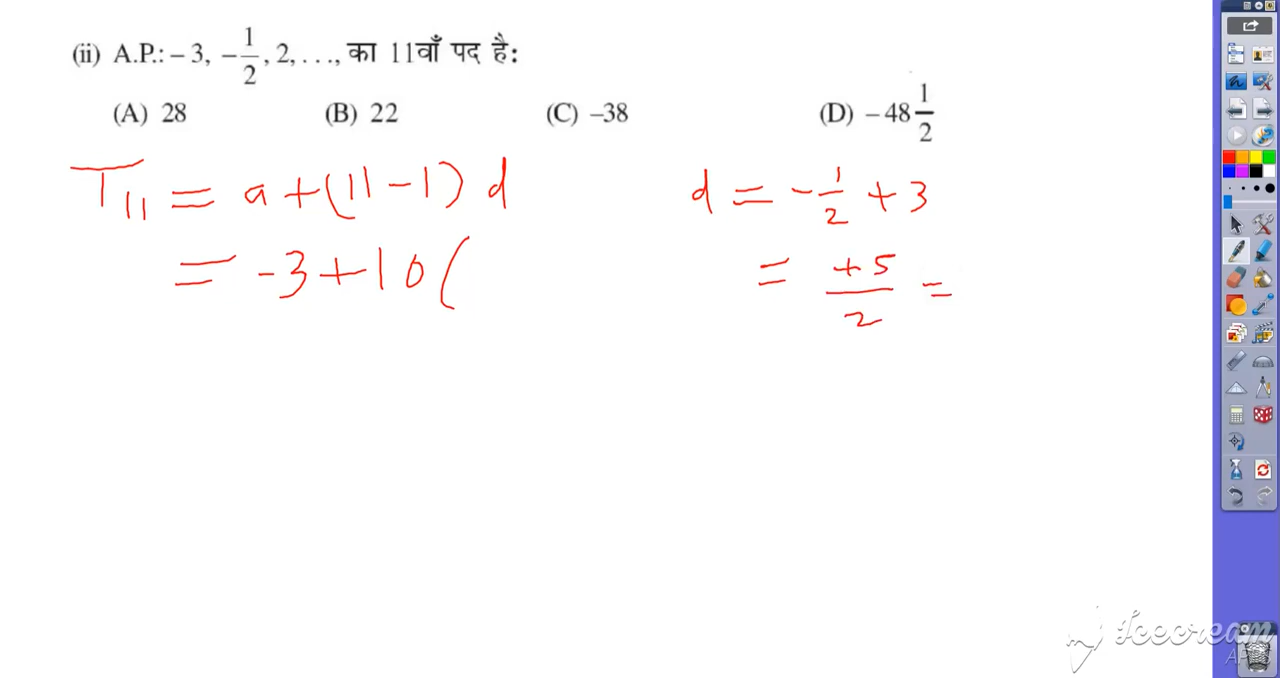 (ii) A.P.: – 3, –1/2, 2, . . ., का 11वाँ पद है:
(A) 28 (B) 22 (C) –38 (D) – 48 1/2
T11 = a + (11 – 1) d
d = – 1/2 + 3
= -3 + 10 (
= +5/2 =
Icecream